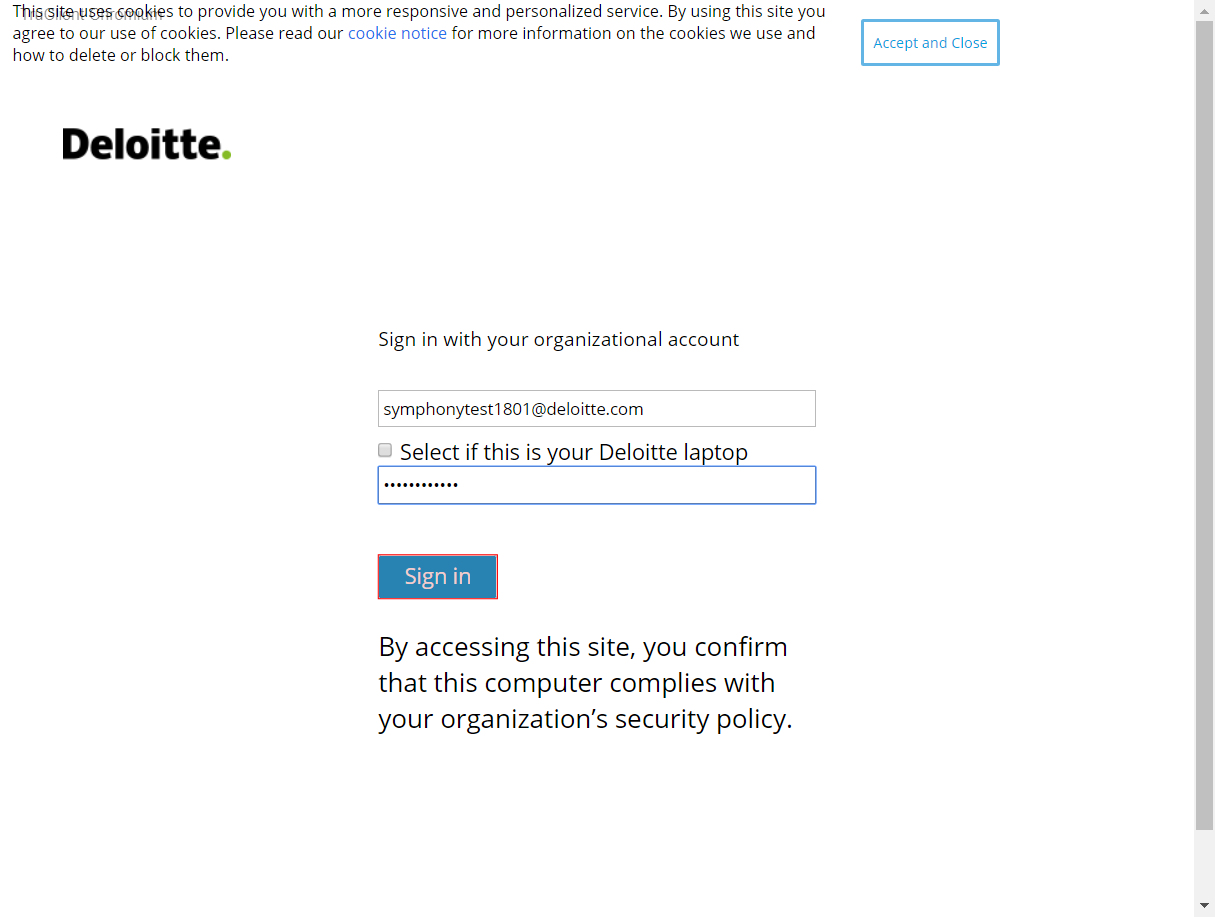 TruClient Chromium
This site uses cookies to provide you with a more responsive and personalized service. By using this site you
agree to our use of cookies. Please read our cookie notice for more information on the cookies we use and
how to delete or block them.
Accept and Close
Deloitte.
Sign in with your organizational account
symphonytest1801@deloitte.com
Select if this is your Deloitte laptop
••••••••••••
Sign in
By accessing this site, you confirm
that this computer complies with
your organization’s security policy.